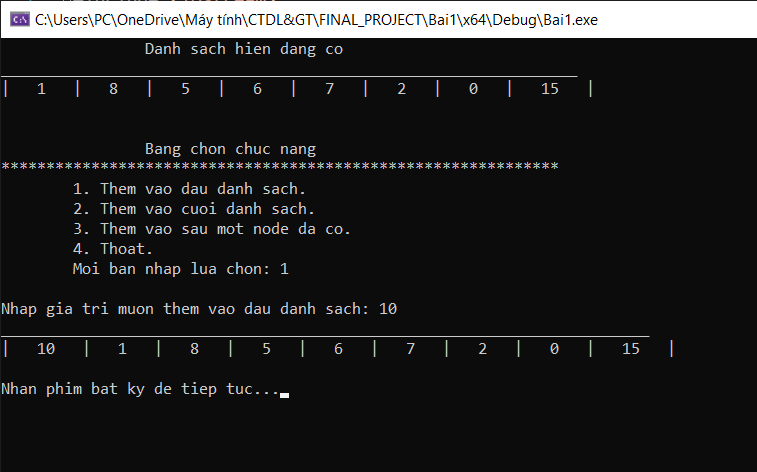 C:\Users\PC\OneDrive\Máy tính\CTDL&GT\FINAL_PROJECT\Bai1\x64\Debug\Bai1.exe
Danh sach hien dang co
________________________________________________________________
| 1 | 8 | 5 | 6 | 7 | 2 | 0 | 15 |
Bang chon chuc nang
**************************************************************
1. Them vao dau danh sach.
2. Them vao cuoi danh sach.
3. Them vao sau mot node da co.
4. Thoat.
Moi ban nhap lua chon: 1
Nhap gia tri muon them vao dau danh sach: 10
________________________________________________________________________
| 10 | 1 | 8 | 5 | 6 | 7 | 2 | 0 | 15 |
Nhan phim bat ky de tiep tuc...